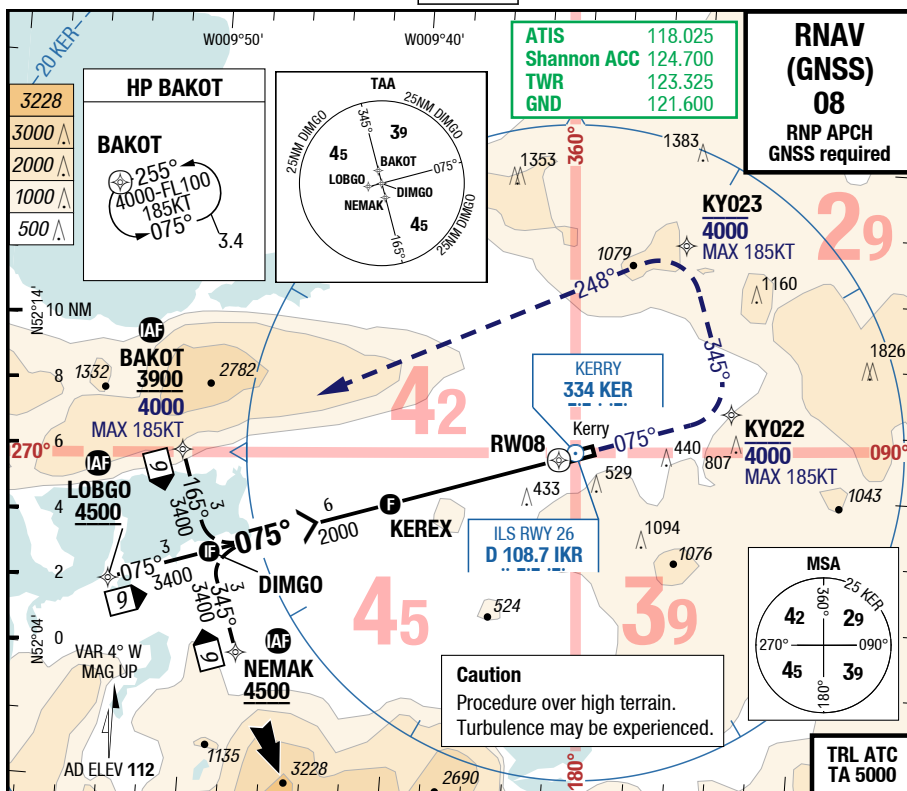 W009°50'
W009°40'
20 KER
ATIS 118.025
Shannon ACC 124.700
TWR 123.325
GND 121.600
RNAV
(GNSS)
08
RNP APCH
GNSS required
3228
3000
2000
1000
500
HP BAKOT
BAKOT
255°
4000-FL100
185KT
075°
3.4
TAA
25NM DIMGO
25NM DIMGO
25NM DIMGO
345°
39
45
BAKOT
075°
LOBGO
DIMGO
NEMAK
45
165°
360°
1383
1353
KY023
4000
MAX 185KT
29
1079
248°
1160
N52°14'
10 NM
IAF
BAKOT
3900
4000
MAX 185KT
1332
2782
8
345°
1826
KERRY
334 KER
42
RW08
Kerry
075°
KY022
4000
MAX 185KT
270°
090°
6
IAF
LOBGO
4500
9
165°
3
3400
440
807
529
433
1043
4
6
2000
F
KEREX
075°
IF
DIMGO
ILS RWY 26
D 108.7 IKR
1094
1076
075°
3
3400
9
2
345°
3
3400
9
45
39
524
N52°04'
0
IAF
NEMAK
4500
VAR 4° W
MAG UP
MSA
25 KER
42
360°
29
270°
090°
45
180°
39
Caution
Procedure over high terrain.
Turbulence may be experienced.
1135
3228
2690
180°
AD ELEV 112
TRL ATC
TA 5000